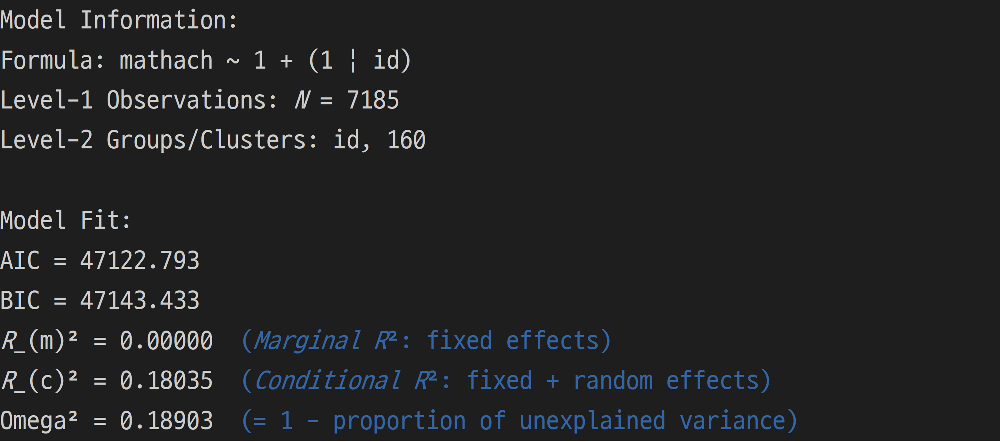 Model Information:
Formula: mathach ~ 1 + (1 ¦ id)
Level-1 Observations: N = 7185
Level-2 Groups/Clusters: id, 160
Model Fit:
AIC = 47122.793
BIC = 47143.433
R_(m)² = 0.00000  (Marginal R²: fixed effects)
R_(c)² = 0.18035  (Conditional R²: fixed + random effects)
Omega² = 0.18903  (= 1 - proportion of unexplained variance)